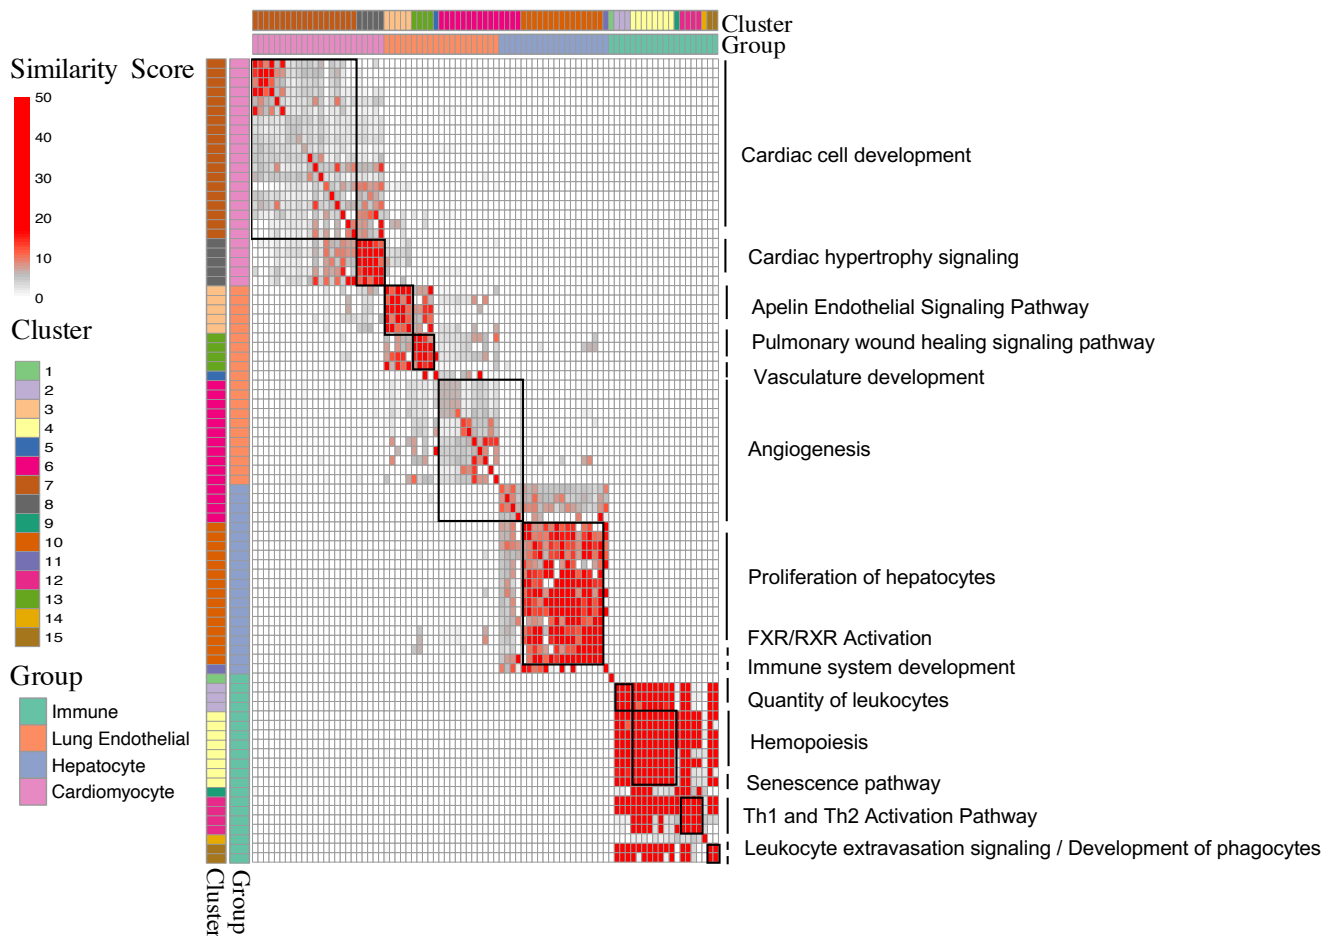 Cluster
Group
Similarity Score
50
40
30
20
10
0
Cluster
1
2
3
4
5
6
7
8
9
10
11
12
13
14
15
Group
Immune
Lung Endothelial
Hepatocyte
Cardiomyocyte
Cardiac cell development
Cardiac hypertrophy signaling
Apelin Endothelial Signaling Pathway
Pulmonary wound healing signaling pathway
Vasculature development
Angiogenesis
Proliferation of hepatocytes
FXR/RXR Activation
Immune system development
Quantity of leukocytes
Hemopoiesis
Senescence pathway
Th1 and Th2 Activation Pathway
Leukocyte extravasation signaling / Development of phagocytes
Cluster
Group